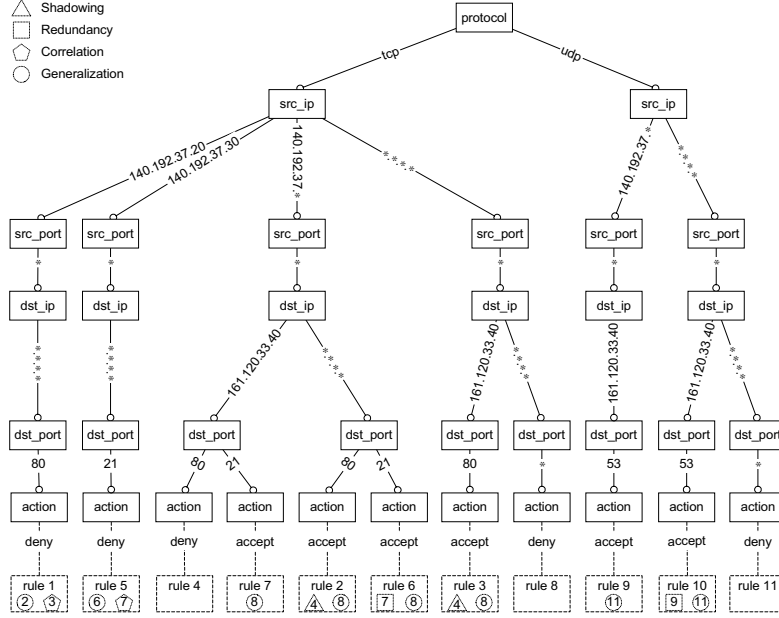 Shadowing
Redundancy
Correlation
Generalization
protocol
tcp udp
src_ip src_ip
140.192.37.20 140.192.37.30 140.192.37.* *.*.*.* 140.192.37.* *.*.*.*
src_port src_port src_port src_port src_port src_port
* * * * * *
dst_ip dst_ip dst_ip dst_ip dst_ip dst_ip
*.*.*.* *.*.*.* 161.120.33.40 *.*.*.* 161.120.33.40 *.*.*.* 161.120.33.40 161.120.33.40 *.*.*.*
dst_port dst_port dst_port dst_port dst_port dst_port dst_port dst_port dst_port
80 21 80 21 80 21 80 * 53 53 *
action action action action action action action action action action action
deny deny deny accept accept accept accept deny accept accept deny
rule 1 rule 5 rule 4 rule 7 rule 2 rule 6 rule 3 rule 8 rule 9 rule 10 rule 11
2 3 6 7 8 4 8 7 8 4 8 11 9 11